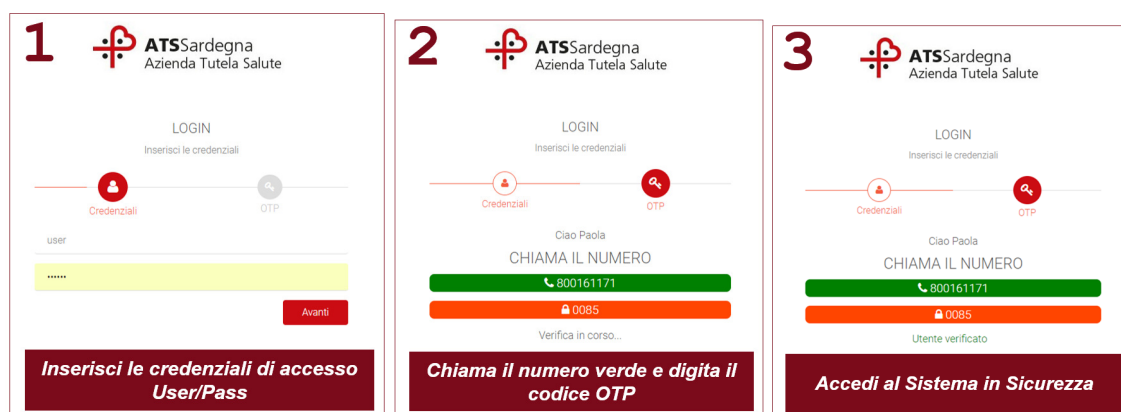 1
ATSSardegna
Azienda Tutela Salute
LOGIN
Inserisci le credenziali
Credenziali
OTP
user
······
Avanti
Inserisci le credenziali di accesso
User/Pass
2
ATSSardegna
Azienda Tutela Salute
LOGIN
Inserisci le credenziali
Credenziali
OTP
Ciao Paola
CHIAMA IL NUMERO
800161171
0085
Verifica in corso...
Chiama il numero verde e digita il
codice OTP
3
ATSSardegna
Azienda Tutela Salute
LOGIN
Inserisci le credenziali
Credenziali
OTP
Ciao Paola
CHIAMA IL NUMERO
800161171
0085
Utente verificato
Accedi al Sistema in Sicurezza